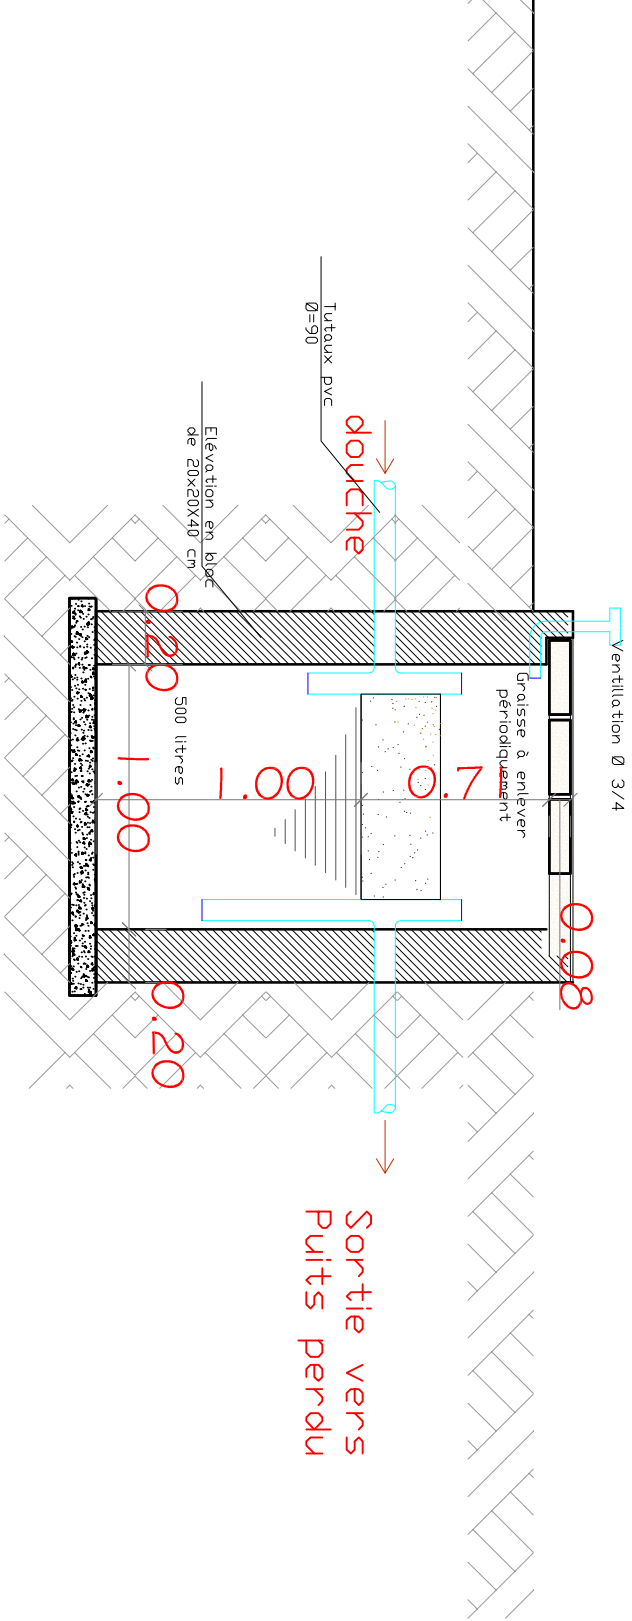 Ventillation Ø 3/4
Graisse à enlever
périodiquement
Tutaux pvc
Ø=90
douche
Elévation en bloc
de 20x20X40 cm
500 litres
0.08
0.7
1.00
1.00
0.20
0.20
Sortie vers
Puits perdu